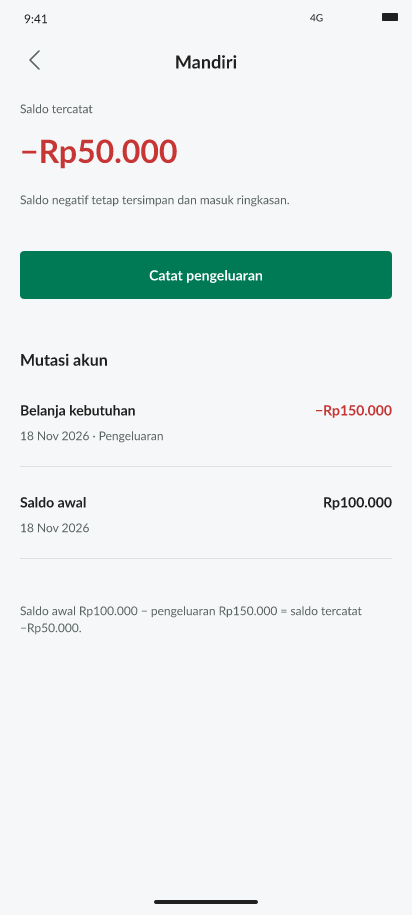 9:41
4G
Mandiri
Saldo tercatat
−Rp50.000
Saldo negatif tetap tersimpan dan masuk ringkasan.
Catat pengeluaran
Mutasi akun
Belanja kebutuhan
−Rp150.000
18 Nov 2026 · Pengeluaran
Saldo awal
Rp100.000
18 Nov 2026
Saldo awal Rp100.000 − pengeluaran Rp150.000 = saldo tercatat
−Rp50.000.